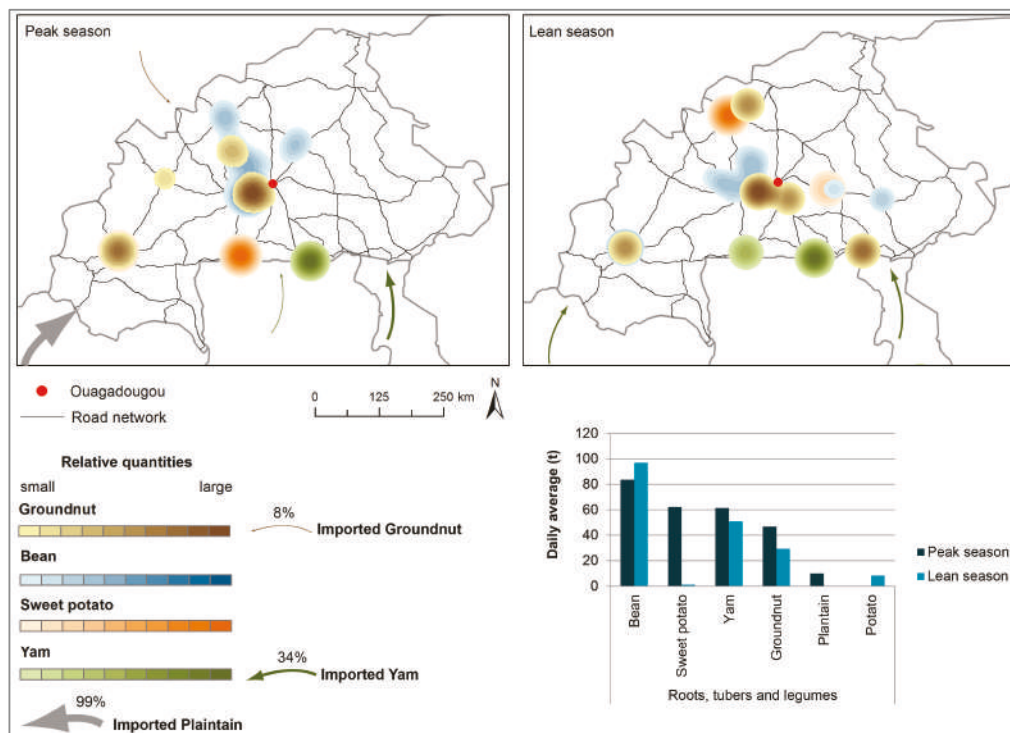 Peak season
Lean season
Ouagadougou
Road network
0 125 250 km
N
Relative quantities
small large
Groundnut
8%
Imported Groundnut
Bean
Sweet potato
Yam
34%
Imported Yam
99%
Imported Plaintain
Daily average (t)
120
100
80
60
40
20
0
Bean
Sweet potato
Yam
Groundnut
Plantain
Potato
Roots, tubers and legumes
Peak season
Lean season